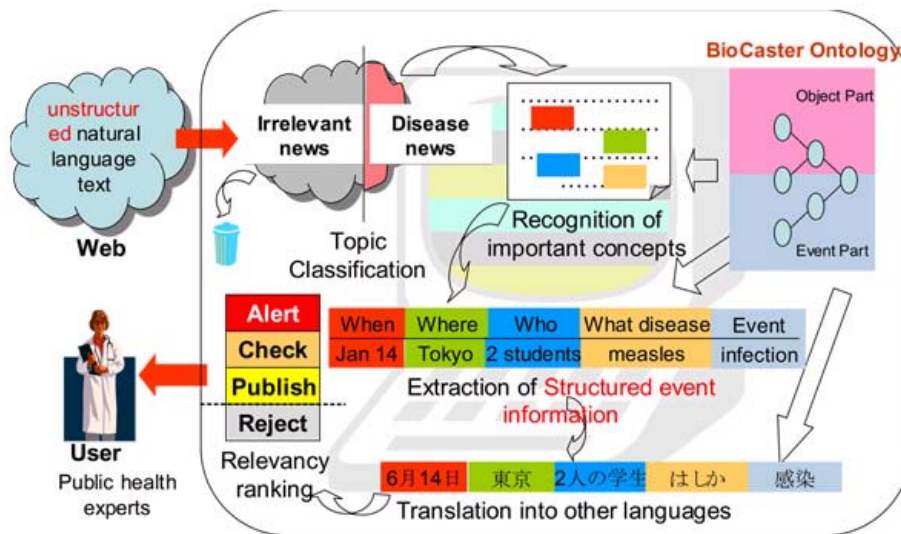 BioCaster Ontology
Object Part
Event Part
unstructur
ed natural
language
text
Web
Irrelevant
news
Disease
news
Topic
Classification
Recognition of
important concepts
Alert
Check
Publish
Reject
Relevancy
ranking
When Where Who What disease Event
Jan 14 Tokyo 2 students measles infection
Extraction of Structured event
information
6月14日 東京 2人の学生 はしか 感染
Translation into other languages
User
Public health
experts